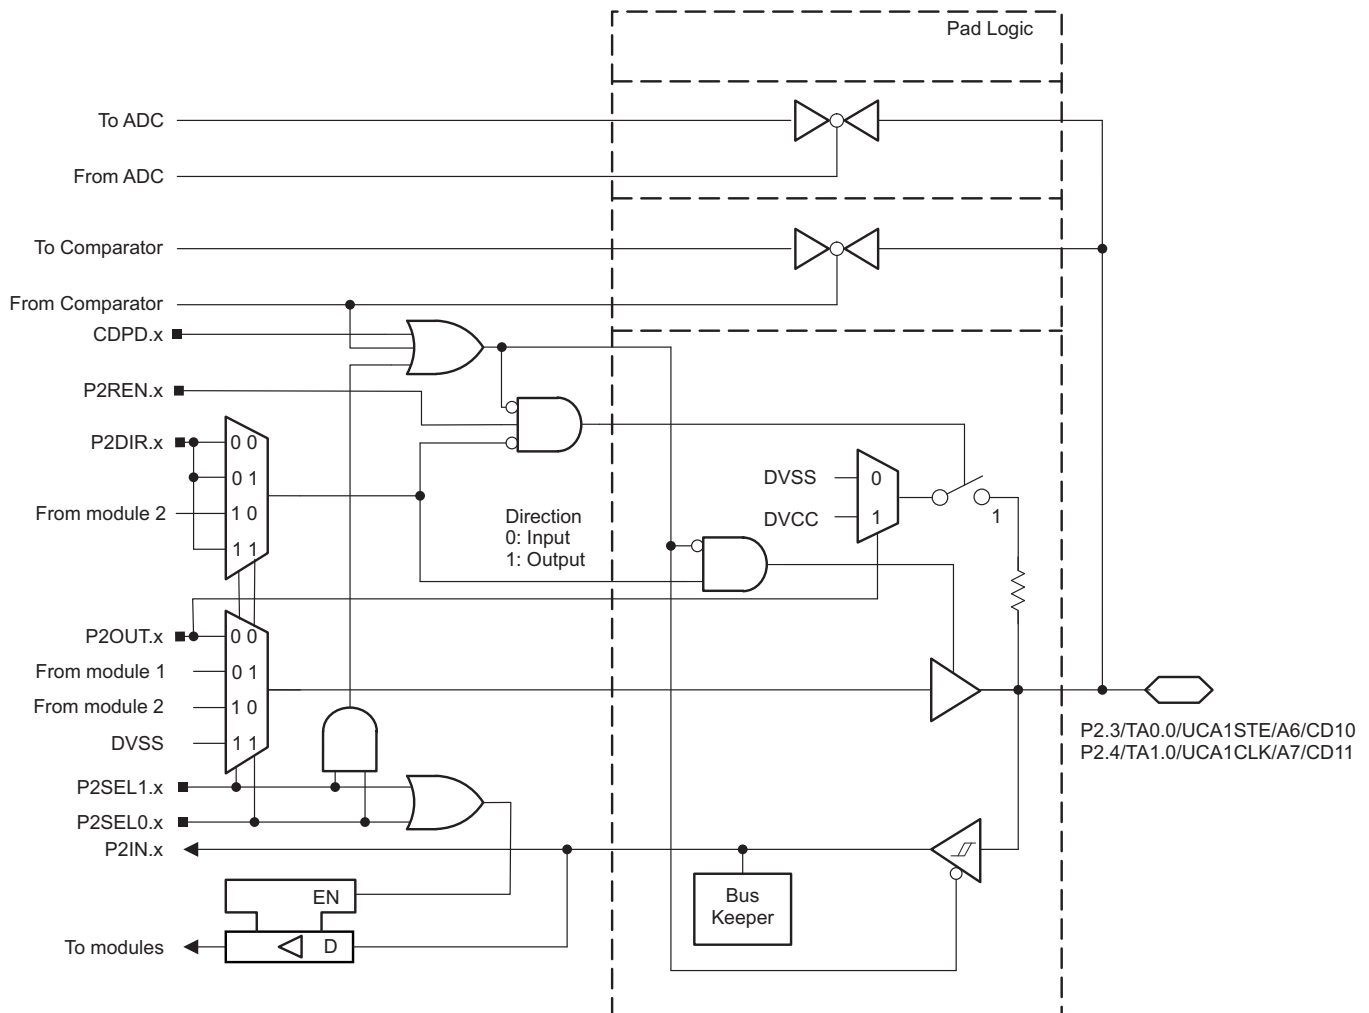 Pad Logic
To ADC
From ADC
To Comparator
From Comparator
CDPD.x
P2REN.x
P2DIR.x
0 0
0 1
From module 2
1 0
1 1
Direction
0: Input
1: Output
DVSS
0
DVCC
1
1
P2OUT.x
0 0
From module 1
0 1
From module 2
1 0
DVSS
1 1
P2.3/TA0.0/UCA1STE/A6/CD10
P2.4/TA1.0/UCA1CLK/A7/CD11
P2SEL1.x
P2SEL0.x
P2IN.x
Bus
Keeper
EN
To modules
D